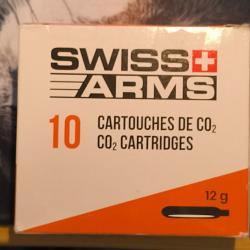 SWISS
ARMS
10
CARTOUCHES DE CO₂
CO₂ CARTRIDGES
12 g